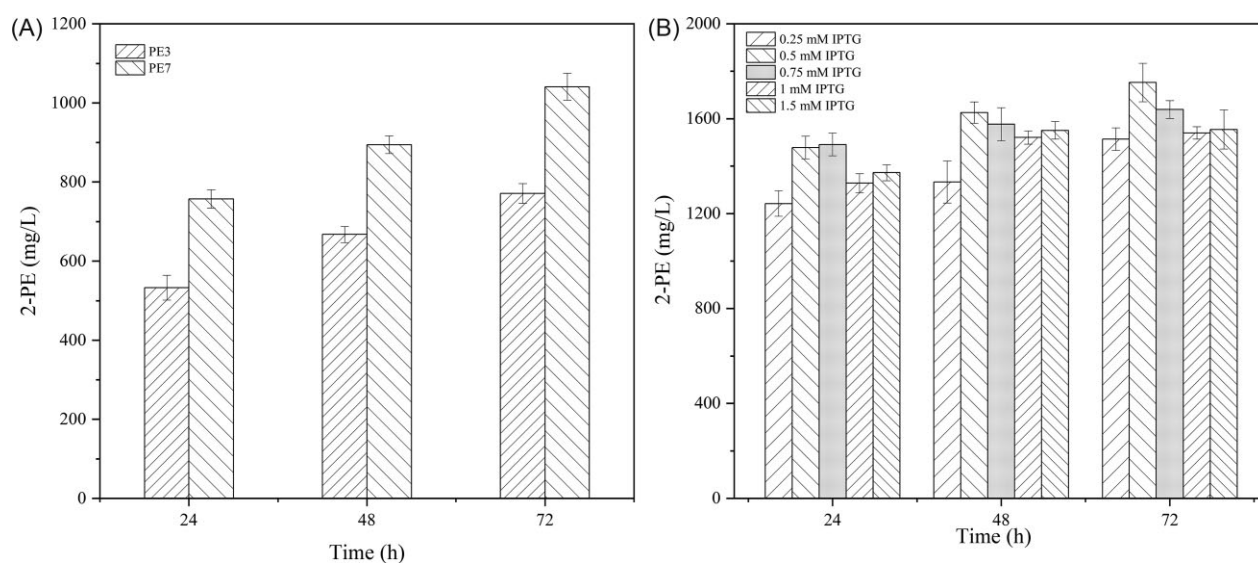 (A)
1200
1000
800
600
400
200
0
2-PE (mg/L)
PE3
PE7
24
48
72
Time (h)
(B)
2000
1600
1200
800
400
0
2-PE (mg/L)
0.25 mM IPTG
0.5 mM IPTG
0.75 mM IPTG
1 mM IPTG
1.5 mM IPTG
24
48
72
Time (h)